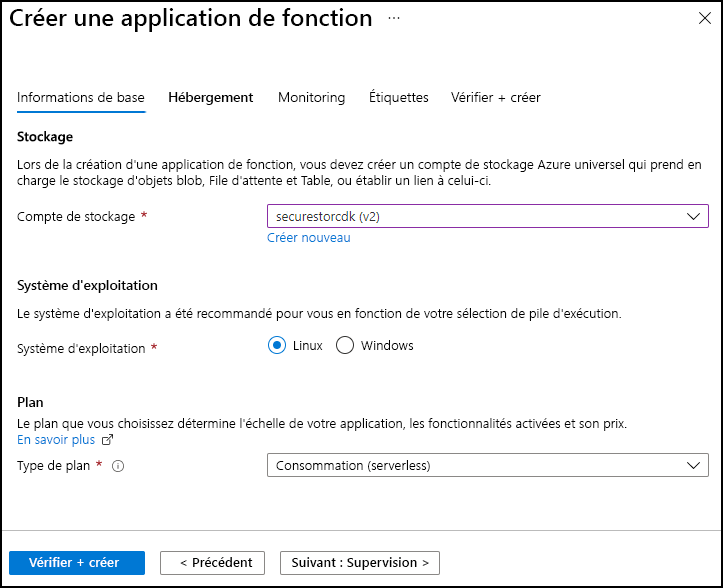 Créer une application de fonction ...
Informations de base Hébergement Monitoring Étiquettes Vérifier + créer
Stockage
Lors de la création d'une application de fonction, vous devez créer un compte de stockage Azure universel qui prend en
charge le stockage d'objets blob, File d'attente et Table, ou établir un lien à celui-ci.
Compte de stockage * securestorcdk (v2)
Créer nouveau
Système d'exploitation
Le système d'exploitation a été recommandé pour vous en fonction de votre sélection de pile d'exécution.
Système d'exploitation * Linux Windows
Plan
Le plan que vous choisissez détermine l'échelle de votre application, les fonctionnalités activées et son prix.
En savoir plus
Type de plan * Consommation (serverless)
Vérifier + créer < Précédent Suivant : Supervision >